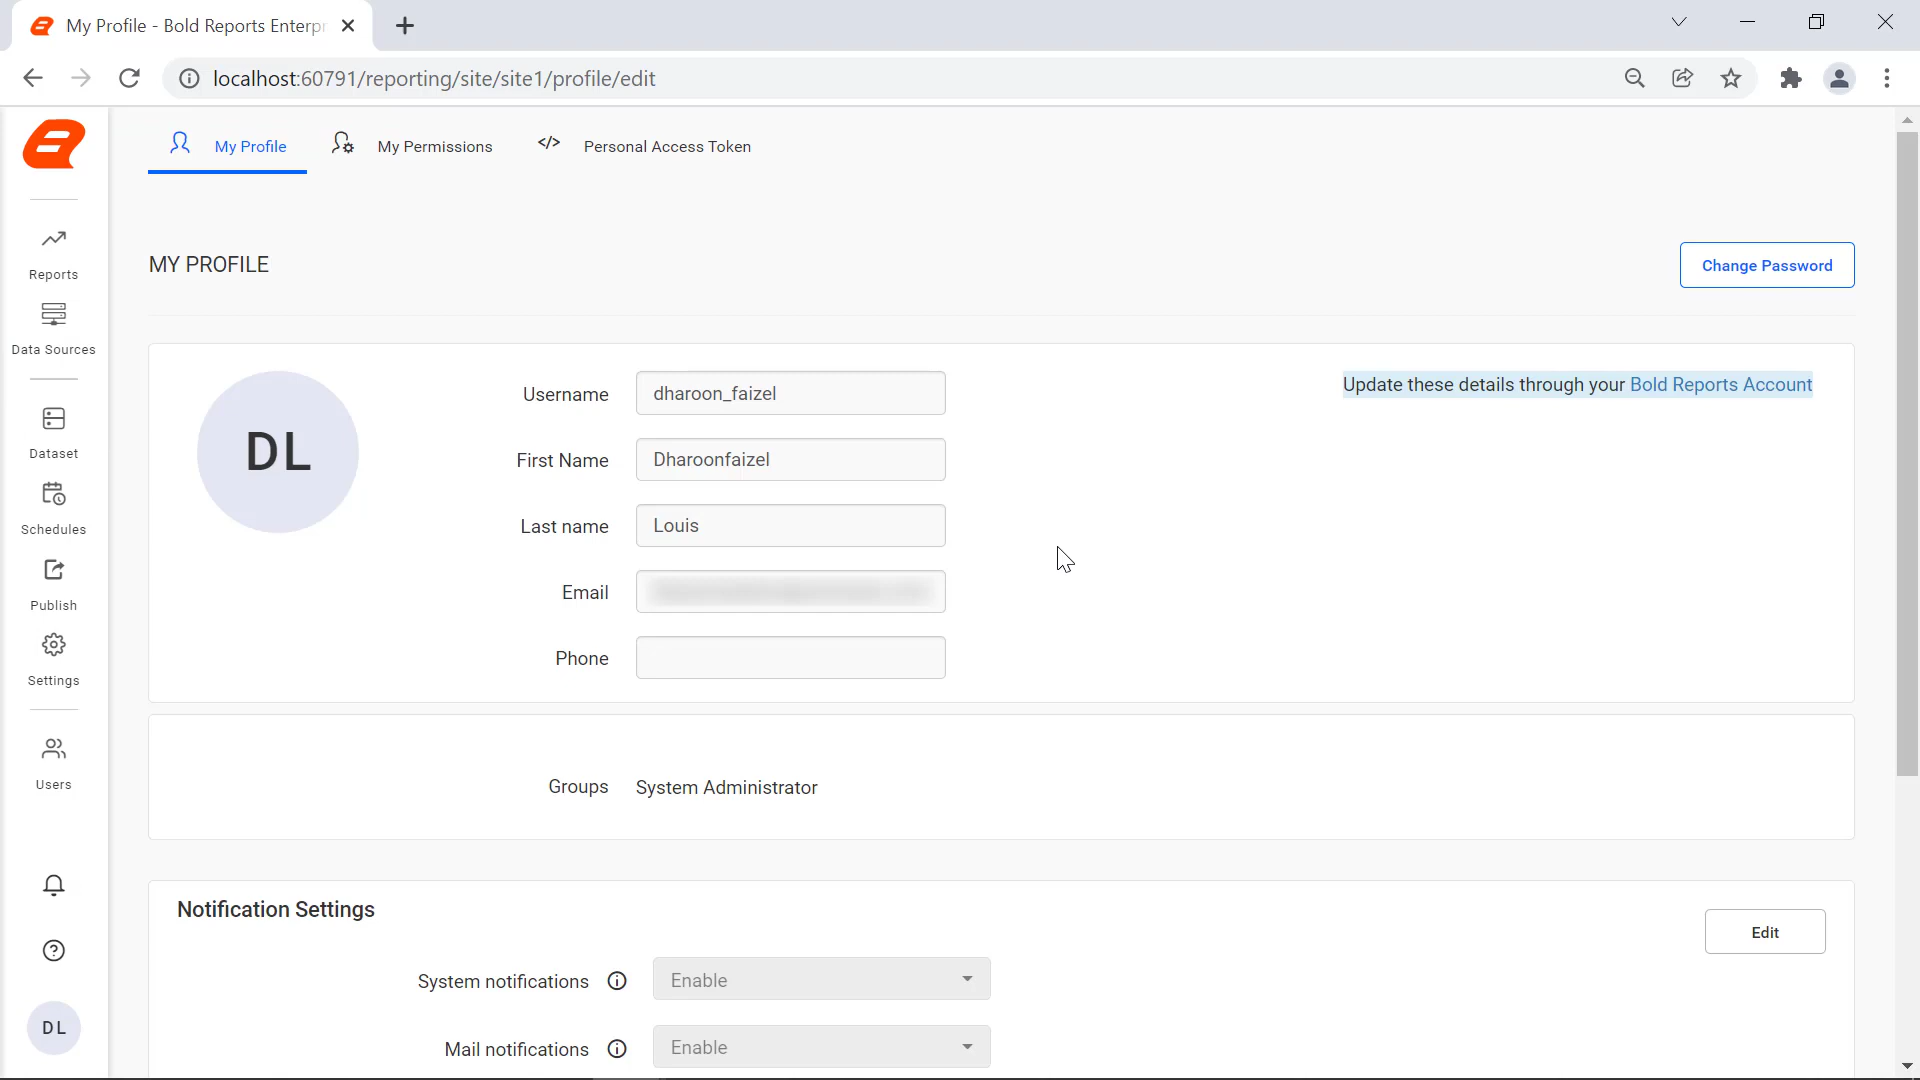 My Profile - Bold Reports Enterpr
localhost:60791/reporting/site/site1/profile/edit
My Profile
My Permissions
Personal Access Token
Reports
Data Sources
Dataset
Schedules
Publish
Settings
Users
DL
MY PROFILE
Change Password
DL
Username
dharoon_faizel
Update these details through your Bold Reports Account
First Name
Dharoonfaizel
Last name
Louis
Email
Phone
Groups
System Administrator
Notification Settings
Edit
System notifications
Enable
Mail notifications
Enable